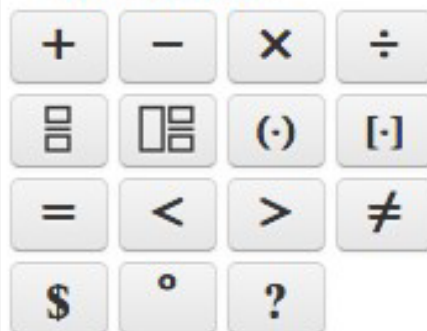 + − × ÷
(·) [·]
= < > ≠
$ ° ?